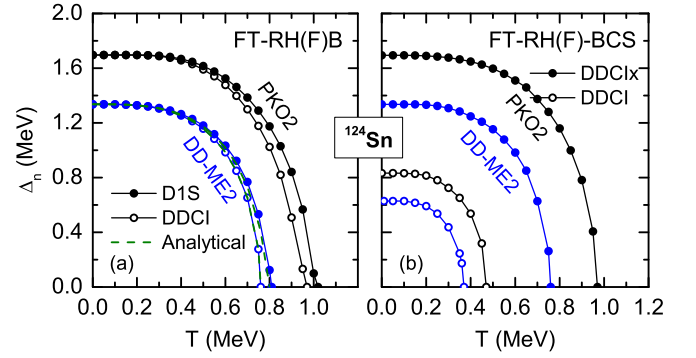 FT-RH(F)B
FT-RH(F)-BCS
2.0
1.6
1.2
0.8
0.4
0.0
Δn (MeV)
PKO2
DD-ME2
D1S
DDCI
Analytical
(a)
¹²⁴Sn
DDCIx
DDCI
PKO2
DD-ME2
(b)
0.0 0.2 0.4 0.6 0.8 1.0
0.0 0.2 0.4 0.6 0.8 1.0 1.2
T (MeV)
T (MeV)